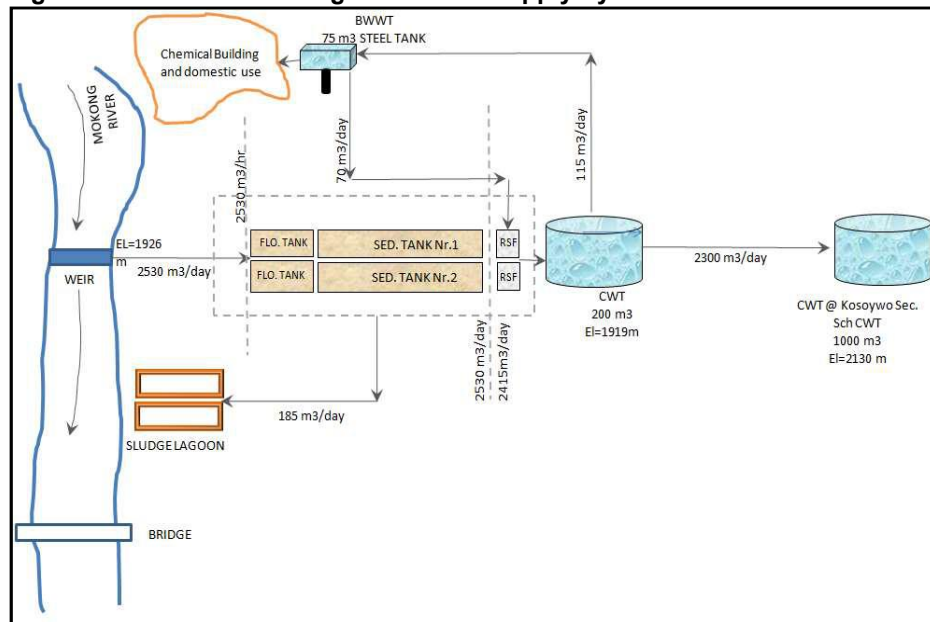 BWWT
75 m3 STEEL TANK
Chemical Building
and domestic use
MOKONG
RIVER
2530 m3/hr
70 m3/day
115 m3/day
EL=1926
m
WEIR
2530 m3/day
FLO. TANK
SED. TANK Nr.1
RSF
FLO. TANK
SED. TANK Nr.2
RSF
2300 m3/day
CWT
200 m3
El=1919m
CWT @ Kosoywo Sec.
Sch CWT
1000 m3
El=2130 m
2530 m3/day
2415m3/day
185 m3/day
SLUDGE LAGOON
BRIDGE